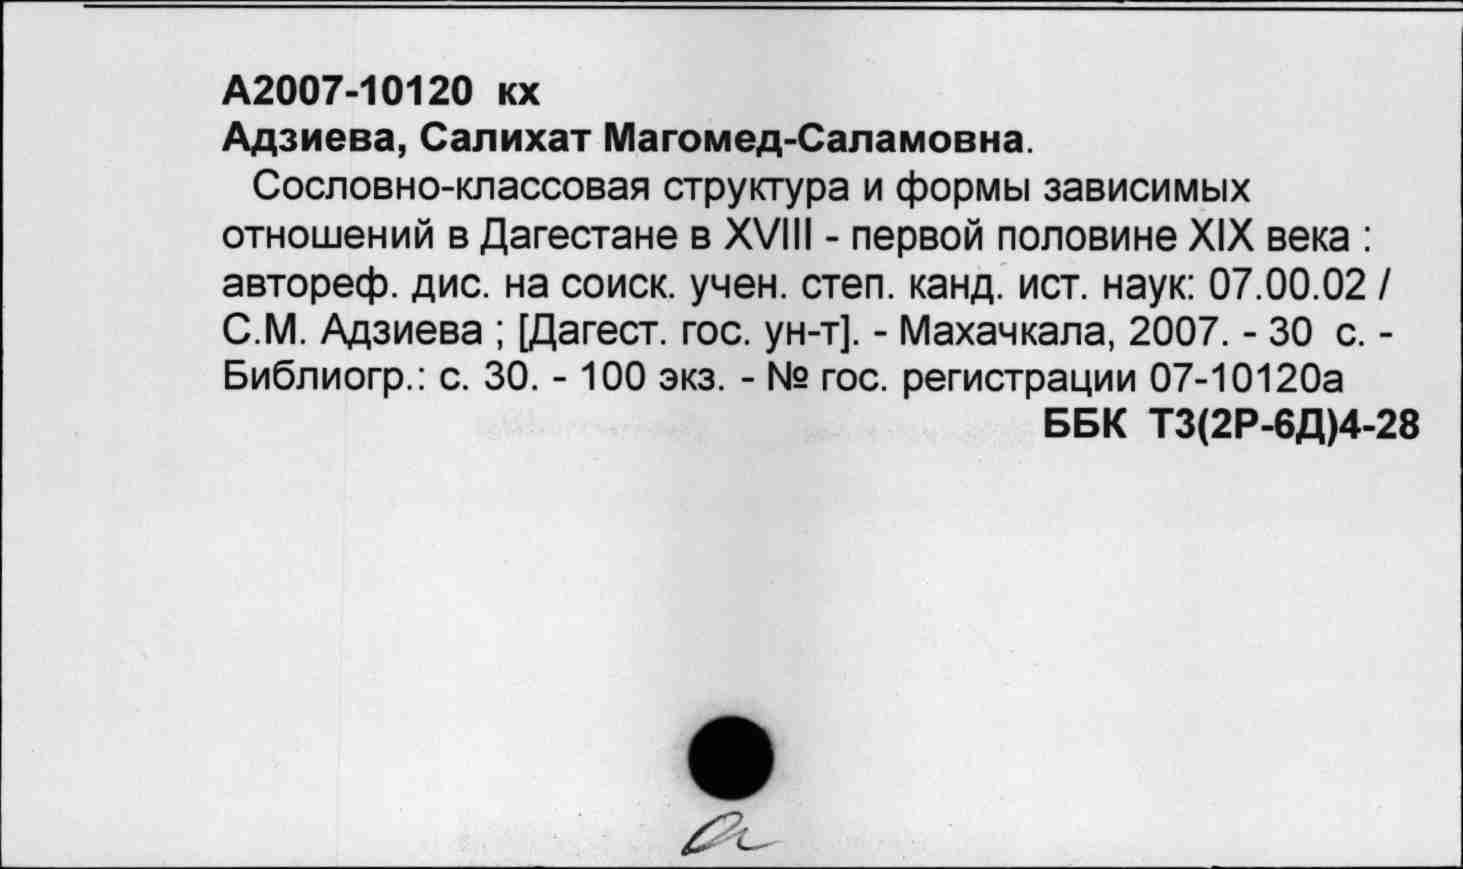 А2007-10120 кх
Адзиева, Салихат Магомед-Саламовна.
Сословно-классовая структура и формы зависимых
отношений в Дагестане в XVIII - первой половине XIX века :
автореф. дис. на соиск. учен. степ. канд. ист. наук: 07.00.02 /
С.М. Адзиева ; [Дагест. гос. ун-т]. - Махачкала, 2007. - 30 с. -
Библиогр.: с. 30. - 100 экз. - № гос. регистрации 07-10120а
ББК Т3(2Р-6Д)4-28
а